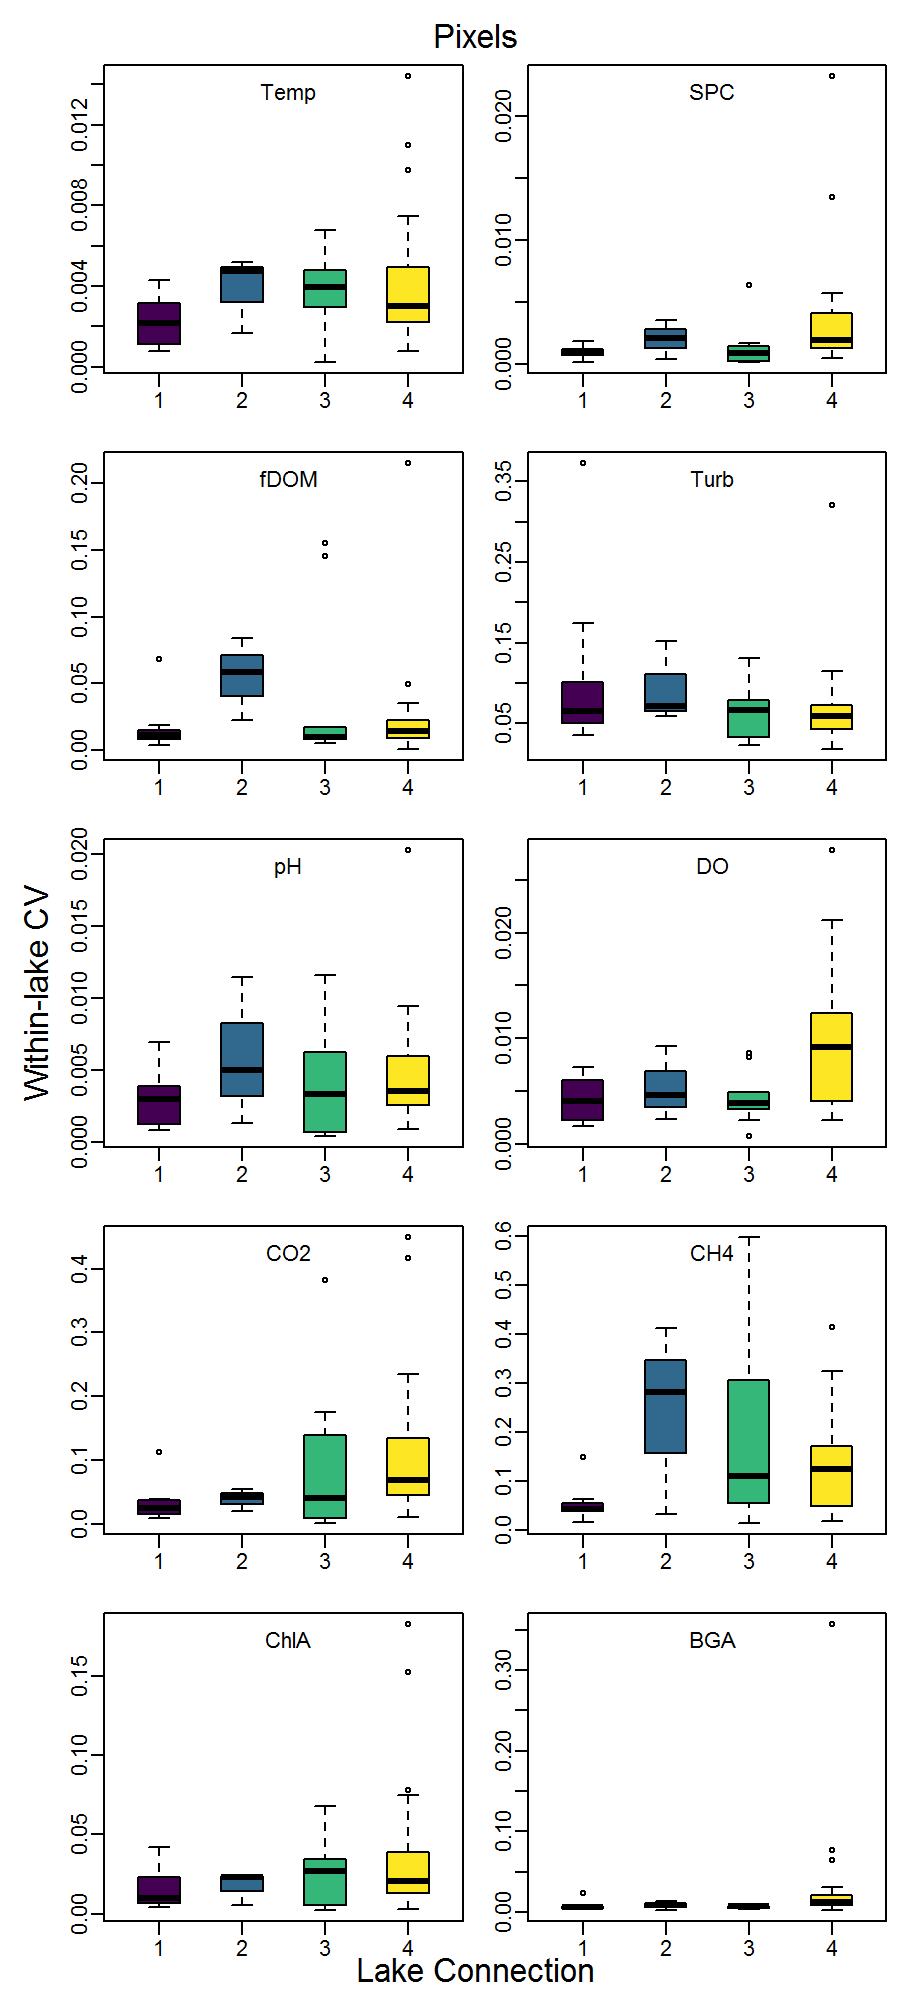 Pixels
Temp
0.000 0.004 0.008 0.012
1 2 3 4
SPC
0.000 0.010 0.020
1 2 3 4
fDOM
0.00 0.05 0.10 0.15 0.20
1 2 3 4
Turb
0.05 0.15 0.25 0.35
1 2 3 4
Within-lake CV
pH
0.000 0.005 0.010 0.015 0.020
1 2 3 4
DO
0.000 0.010 0.020
1 2 3 4
CO2
0.0 0.1 0.2 0.3 0.4
1 2 3 4
CH4
0.0 0.1 0.2 0.3 0.4 0.5 0.6
1 2 3 4
ChlA
0.00 0.05 0.10 0.15
1 2 3 4
BGA
0.00 0.10 0.20 0.30
1 2 3 4
Lake Connection